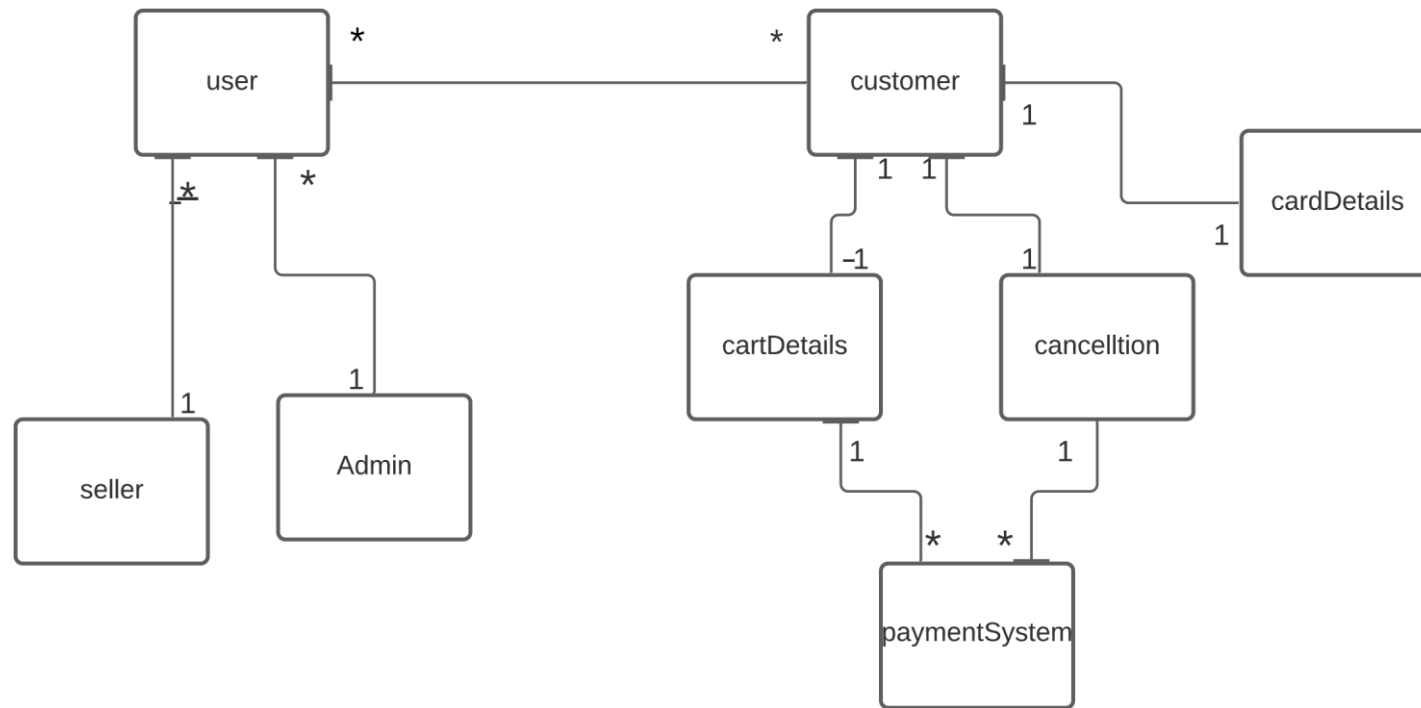 * *
user customer
1
1 1
* *
cardDetails
1
-1 1
cartDetails cancelltion
1
1
1 1
Admin
seller
* *
paymentSystem